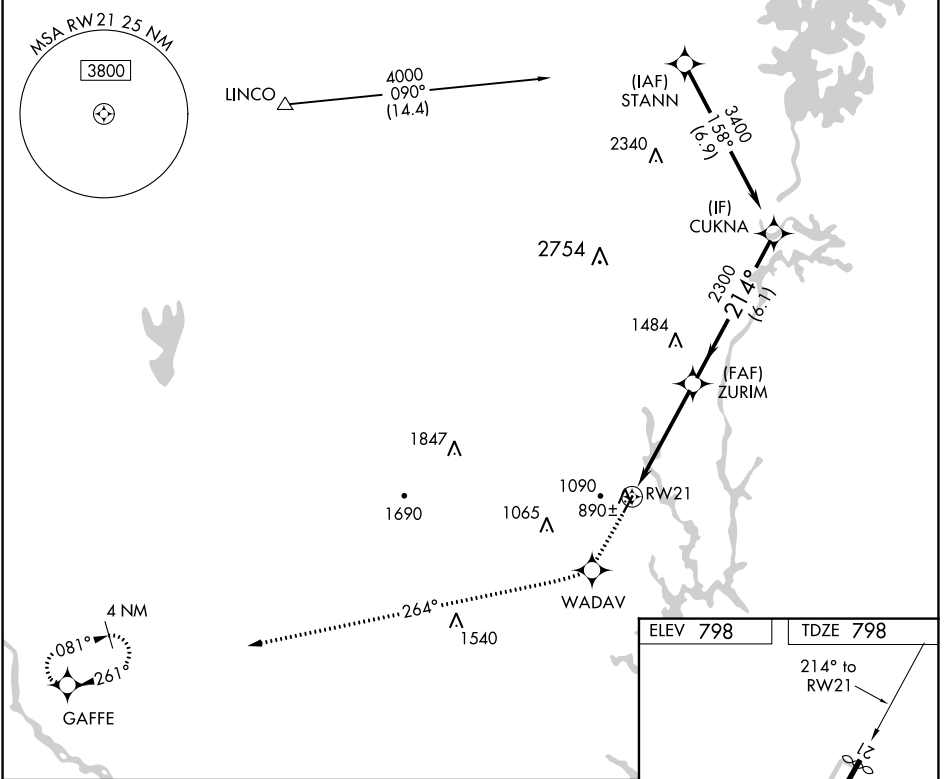 MSA RW21 25 NM
3800
LINCO
4000
090°
(14.4)
(IAF)
STANN
3400
158°
(6.9)
2340
(IF)
CUKNA
2754
2300
214°
(6.1)
1484
(FAF)
ZURIM
1847
1690
1065
1090
890±
RW21
WADAV
264°
1540
4 NM
081°
261°
GAFFE
ELEV 798
TDZE 798
214° to
RW21
21